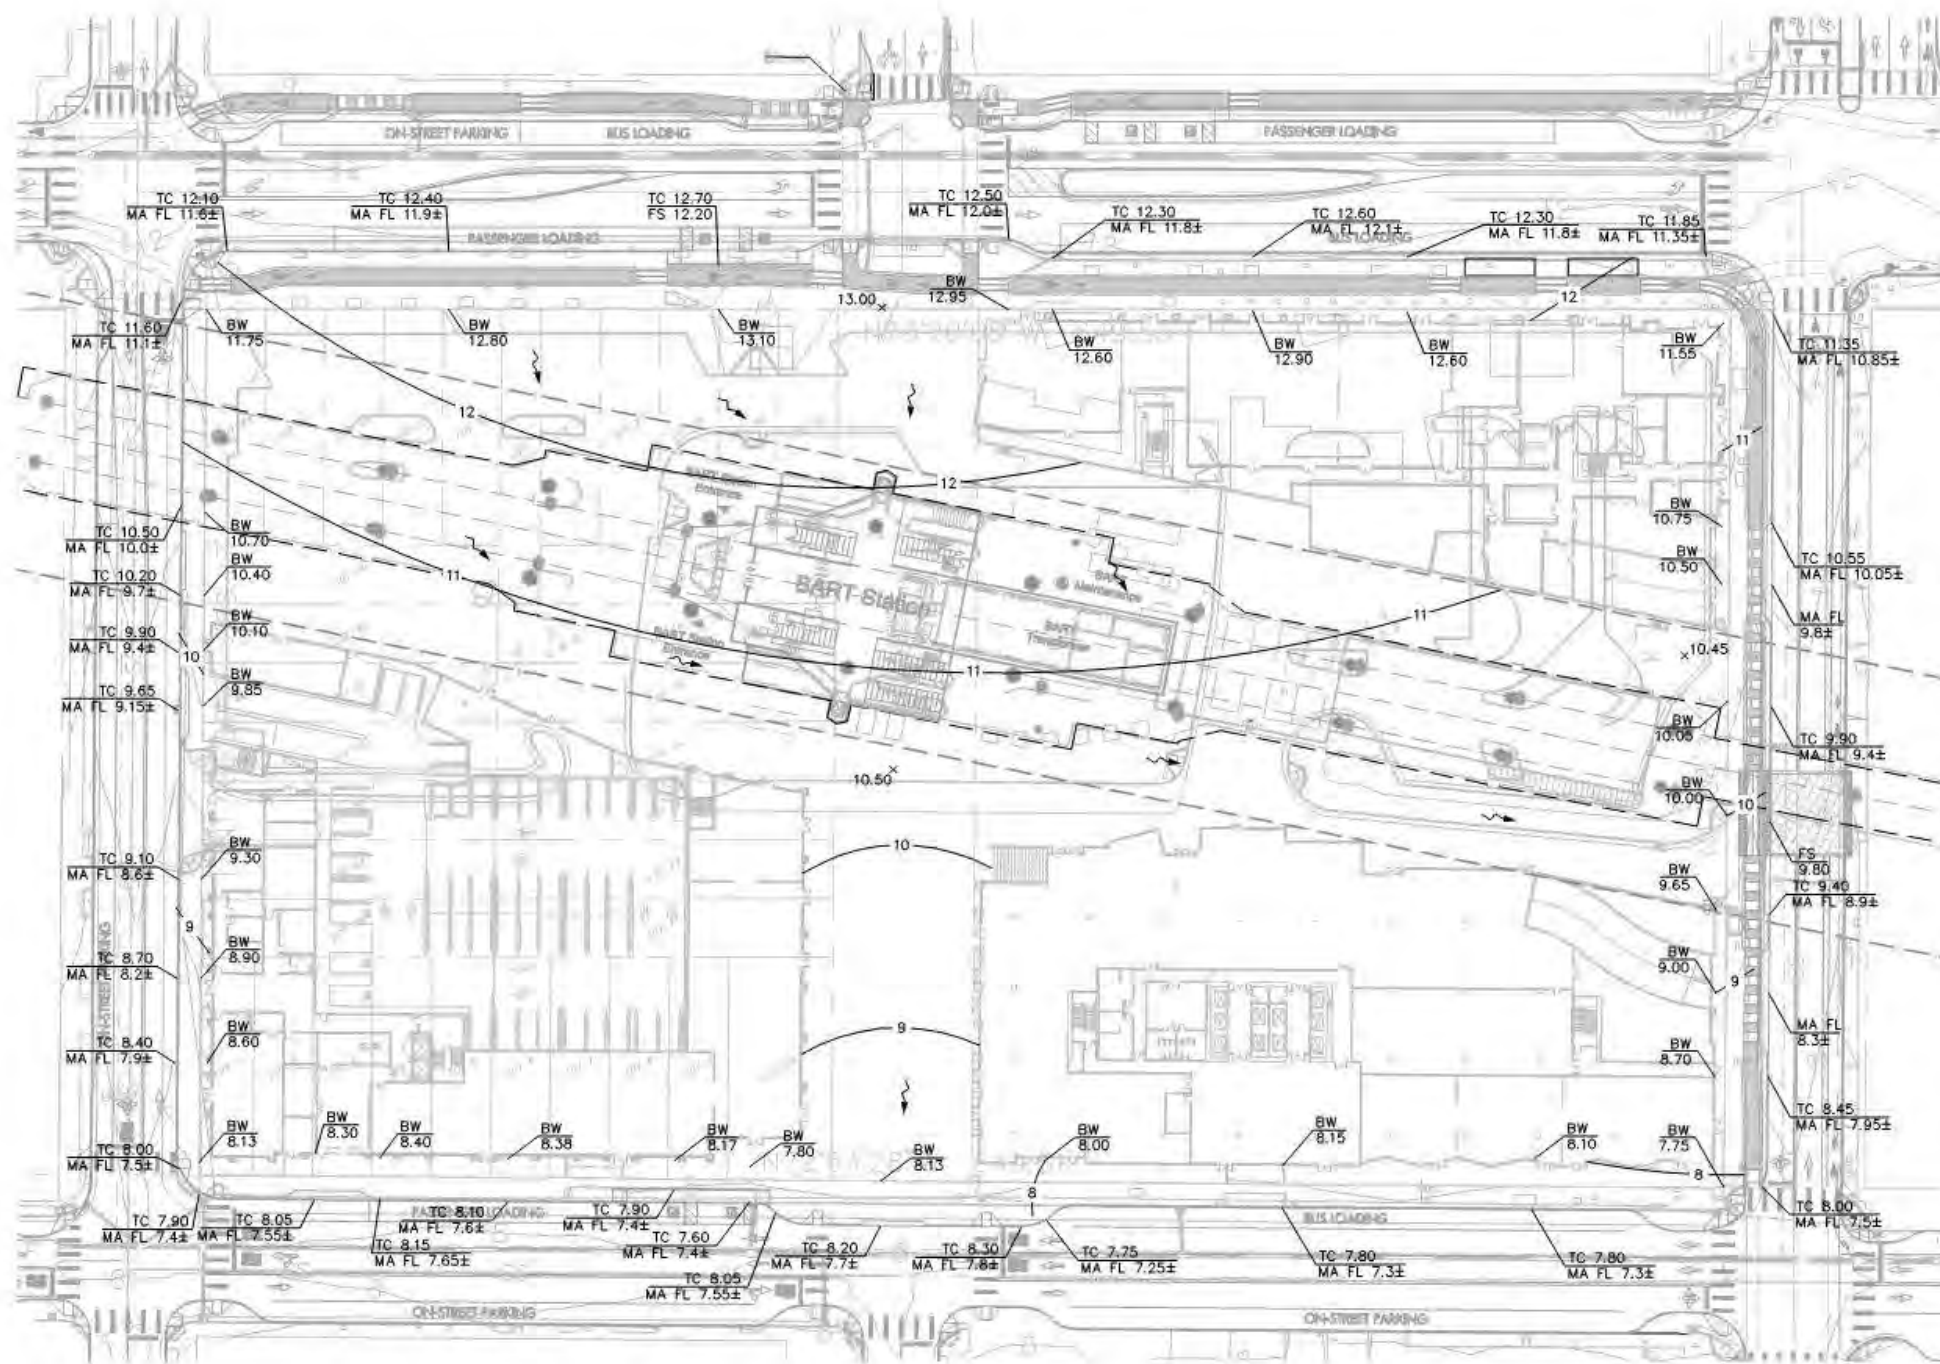 ON-STREET PARKING
BUS LOADING
PASSENGER LOADING
TC 12.10
MA FL 11.6±
TC 12.40
MA FL 11.9±
TC 12.70
FS 12.20
TC 12.50
MA FL 12.0±
TC 12.30
MA FL 11.8±
TC 12.60
MA FL 12.1±
TC 12.30
MA FL 11.8±
TC 11.85
MA FL 11.35±
PASSENGER LOADING
BUS LOADING
13.00
BW
12.95
12
TC 11.60
MA FL 11.1±
BW
11.75
BW
12.80
BW
13.10
BW
12.60
BW
12.90
BW
12.60
BW
11.55
TC 11.35
MA FL 10.85±
12
11
12
BART Station
Entrance
TC 10.50
MA FL 10.0±
BW
10.70
BW
10.75
BW
10.50
TC 10.55
MA FL 10.05±
TC 10.20
MA FL 9.7±
BW
10.40
11
BART Station
BART
Maintenance
11
MA FL
9.8±
TC 9.90
MA FL 9.4±
BW
10.10
10
BART Station
Entrance
BART
11
10.45
TC 9.65
MA FL 9.15±
BW
9.85
BW
10.05
TC 9.90
MA FL 9.4±
10.50
BW
10.00
10
10
TC 9.10
MA FL 8.6±
BW
9.30
FS
9.80
BW
9.65
TC 9.40
MA FL 8.9±
9
ON-STREET PARKING
TC 8.70
MA FL 8.2±
BW
8.90
BW
9.00
9
9
MA FL
8.3±
TC 8.40
MA FL 7.9±
BW
8.60
BW
8.70
TC 8.45
MA FL 7.95±
BW
8.13
BW
8.30
BW
8.40
BW
8.38
BW
8.17
BW
7.80
BW
8.13
BW
8.00
BW
8.15
BW
8.10
BW
7.75
TC 8.00
MA FL 7.5±
8
8
TC 8.00
MA FL 7.5±
TC 7.90
MA FL 7.4±
TC 8.05
MA FL 7.55±
PASSENGER LOADING
TC 8.10
MA FL 7.6±
TC 7.90
MA FL 7.4±
BUS LOADING
TC 8.15
MA FL 7.65±
TC 7.60
MA FL 7.4±
TC 8.20
MA FL 7.7±
TC 8.30
MA FL 7.8±
TC 7.75
MA FL 7.25±
TC 7.80
MA FL 7.3±
TC 7.80
MA FL 7.3±
TC 8.05
MA FL 7.55±
ON-STREET PARKING
ON-STREET PARKING